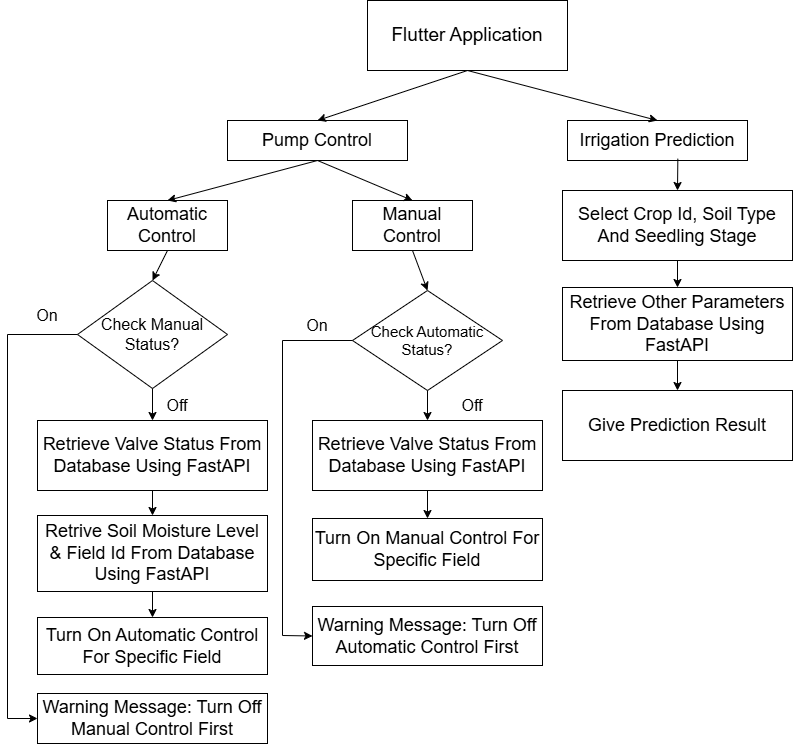 Flutter Application
Pump Control
Irrigation Prediction
Automatic
Control
Manual
Control
Select Crop Id, Soil Type
And Seedling Stage
On
Check Manual
Status?
On
Check Automatic
Status?
Retrieve Other Parameters
From Database Using
FastAPI
Off
Off
Give Prediction Result
Retrieve Valve Status From
Database Using FastAPI
Retrieve Valve Status From
Database Using FastAPI
Retrive Soil Moisture Level
& Field Id From Database
Using FastAPI
Turn On Manual Control For
Specific Field
Turn On Automatic Control
For Specific Field
Warning Message: Turn Off
Automatic Control First
Warning Message: Turn Off
Manual Control First